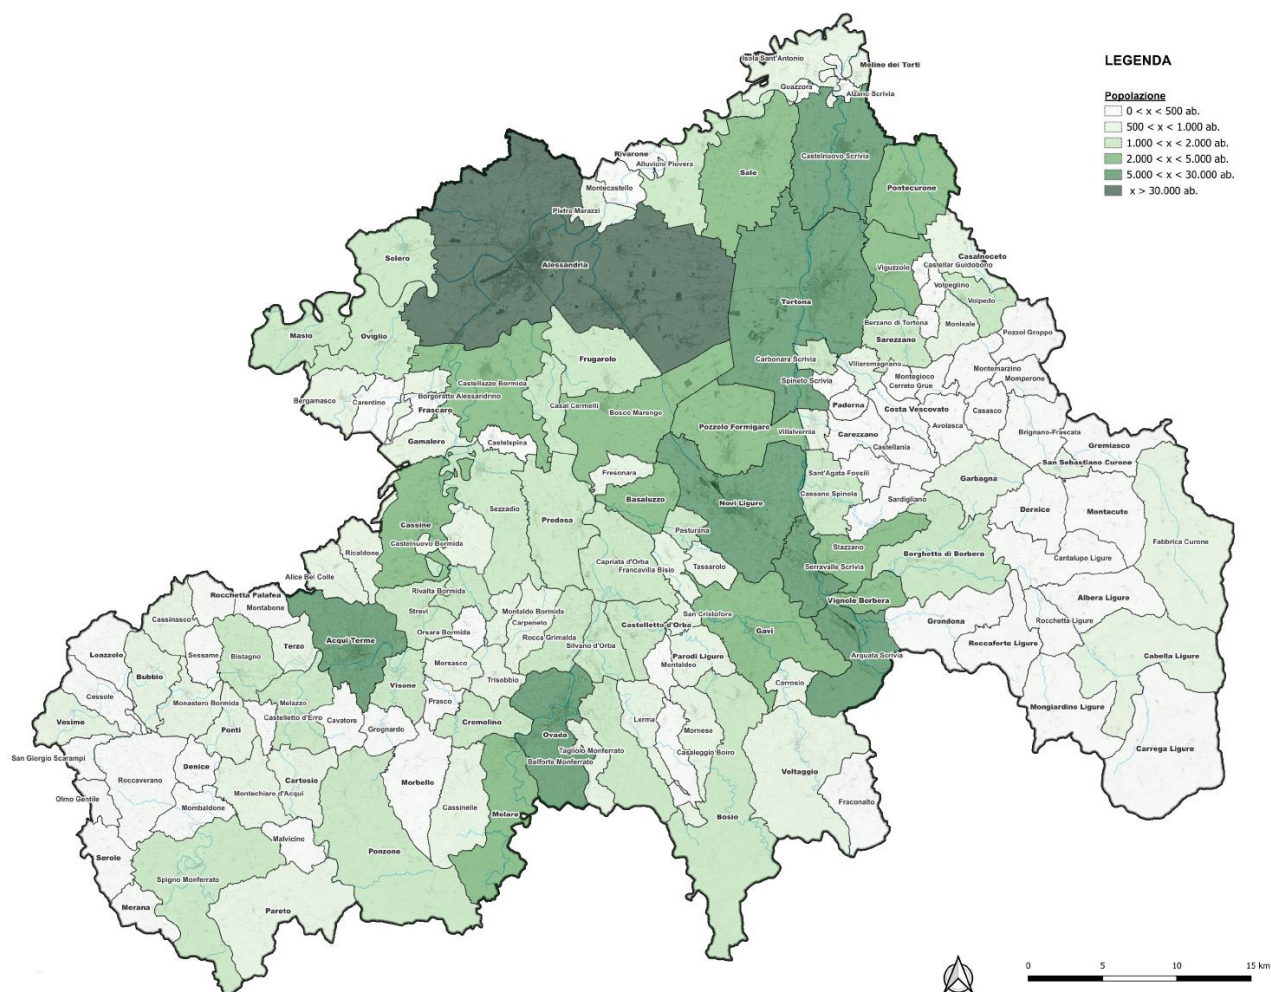 LEGENDA
Popolazione
0 < x < 500 ab.
500 < x < 1.000 ab.
1.000 < x < 2.000 ab.
2.000 < x < 5.000 ab.
5.000 < x < 30.000 ab.
x > 30.000 ab.
Isola Sant'Antonio
Molino dei Torti
Guazzora
Alzano Scrivia
Castelnuovo Scrivia
Rivarone
Alluvioni Piovera
Sale
Montecastello
Pontecurone
Pietra Marazzi
Casalnoceto
Solero
Alessandria
Viguzzolo
Castellar Guidobono
Volpeglino
Volpedo
Tortona
Berzano di Tortona
Monleale
Pozzol Groppo
Masio
Oviglio
Sarezzano
Frugarolo
Carbonara Scrivia
Villaromagnano
Montemarzino
Montegioco
Momperone
Spineto Scrivia
Cerreto Grue
Castellazzo Bormida
Borgoratto Alessandrino
Bergamasco
Carentino
Frascaro
Casal Cermelli
Bosco Marengo
Paderna
Costa Vescovato
Casasco
Pozzolo Formigaro
Villalvernia
Carezzano
Avolasca
Brignano-Frascata
Gamalero
Castelspina
Castellania
Gremiasco
San Sebastiano Curone
Fresonara
Sant'Agata Fossili
Garbagna
Basaluzzo
Novi Ligure
Cassano Spinola
Sardigliano
Sezzadio
Predosa
Dernice
Montacuto
Cassine
Pasturana
Fabbrica Curone
Castelnuovo Bormida
Stazzano
Borghetto di Borbera
Ricaldone
Capriata d'Orba
Francavilla Bisio
Tassarolo
Serravalle Scrivia
Cantalupo Ligure
Alice Bel Colle
Rivalta Bormida
Rocchetta Palafea
Montabone
Vignole Borbera
Albera Ligure
Cassinasco
Strevi
Montaldo Bormida
Carpeneto
San Cristoforo
Castelletto d'Orba
Grondona
Rocchetta Ligure
Orsara Bormida
Rocca Grimalda
Silvano d'Orba
Gavi
Roccaforte Ligure
Acqui Terme
Terzo
Loazzolo
Sessame
Bistagno
Parodi Ligure
Montaldeo
Arquata Scrivia
Cabella Ligure
Bubbio
Morsasco
Trisobbio
Carrosio
Visone
Cessole
Monastero Bormida
Melazzo
Prasco
Mongiardino Ligure
Vesime
Ponti
Castelletto d'Erro
Cavatore
Grognardo
Cremolino
Lerma
Mornese
Ovada
Carrega Ligure
Tagliolo Monferrato
Casaleggio Boiro
San Giorgio Scarampi
Belforte Monferrato
Denice
Voltaggio
Roccaverano
Cartosio
Morbello
Olmo Gentile
Montechiaro d'Acqui
Mombaldone
Cassinelle
Molare
Fraconalto
Bosio
Malvicino
Ponzone
Serole
Spigno Monferrato
Merana
Pareto
0 5 10 15 km